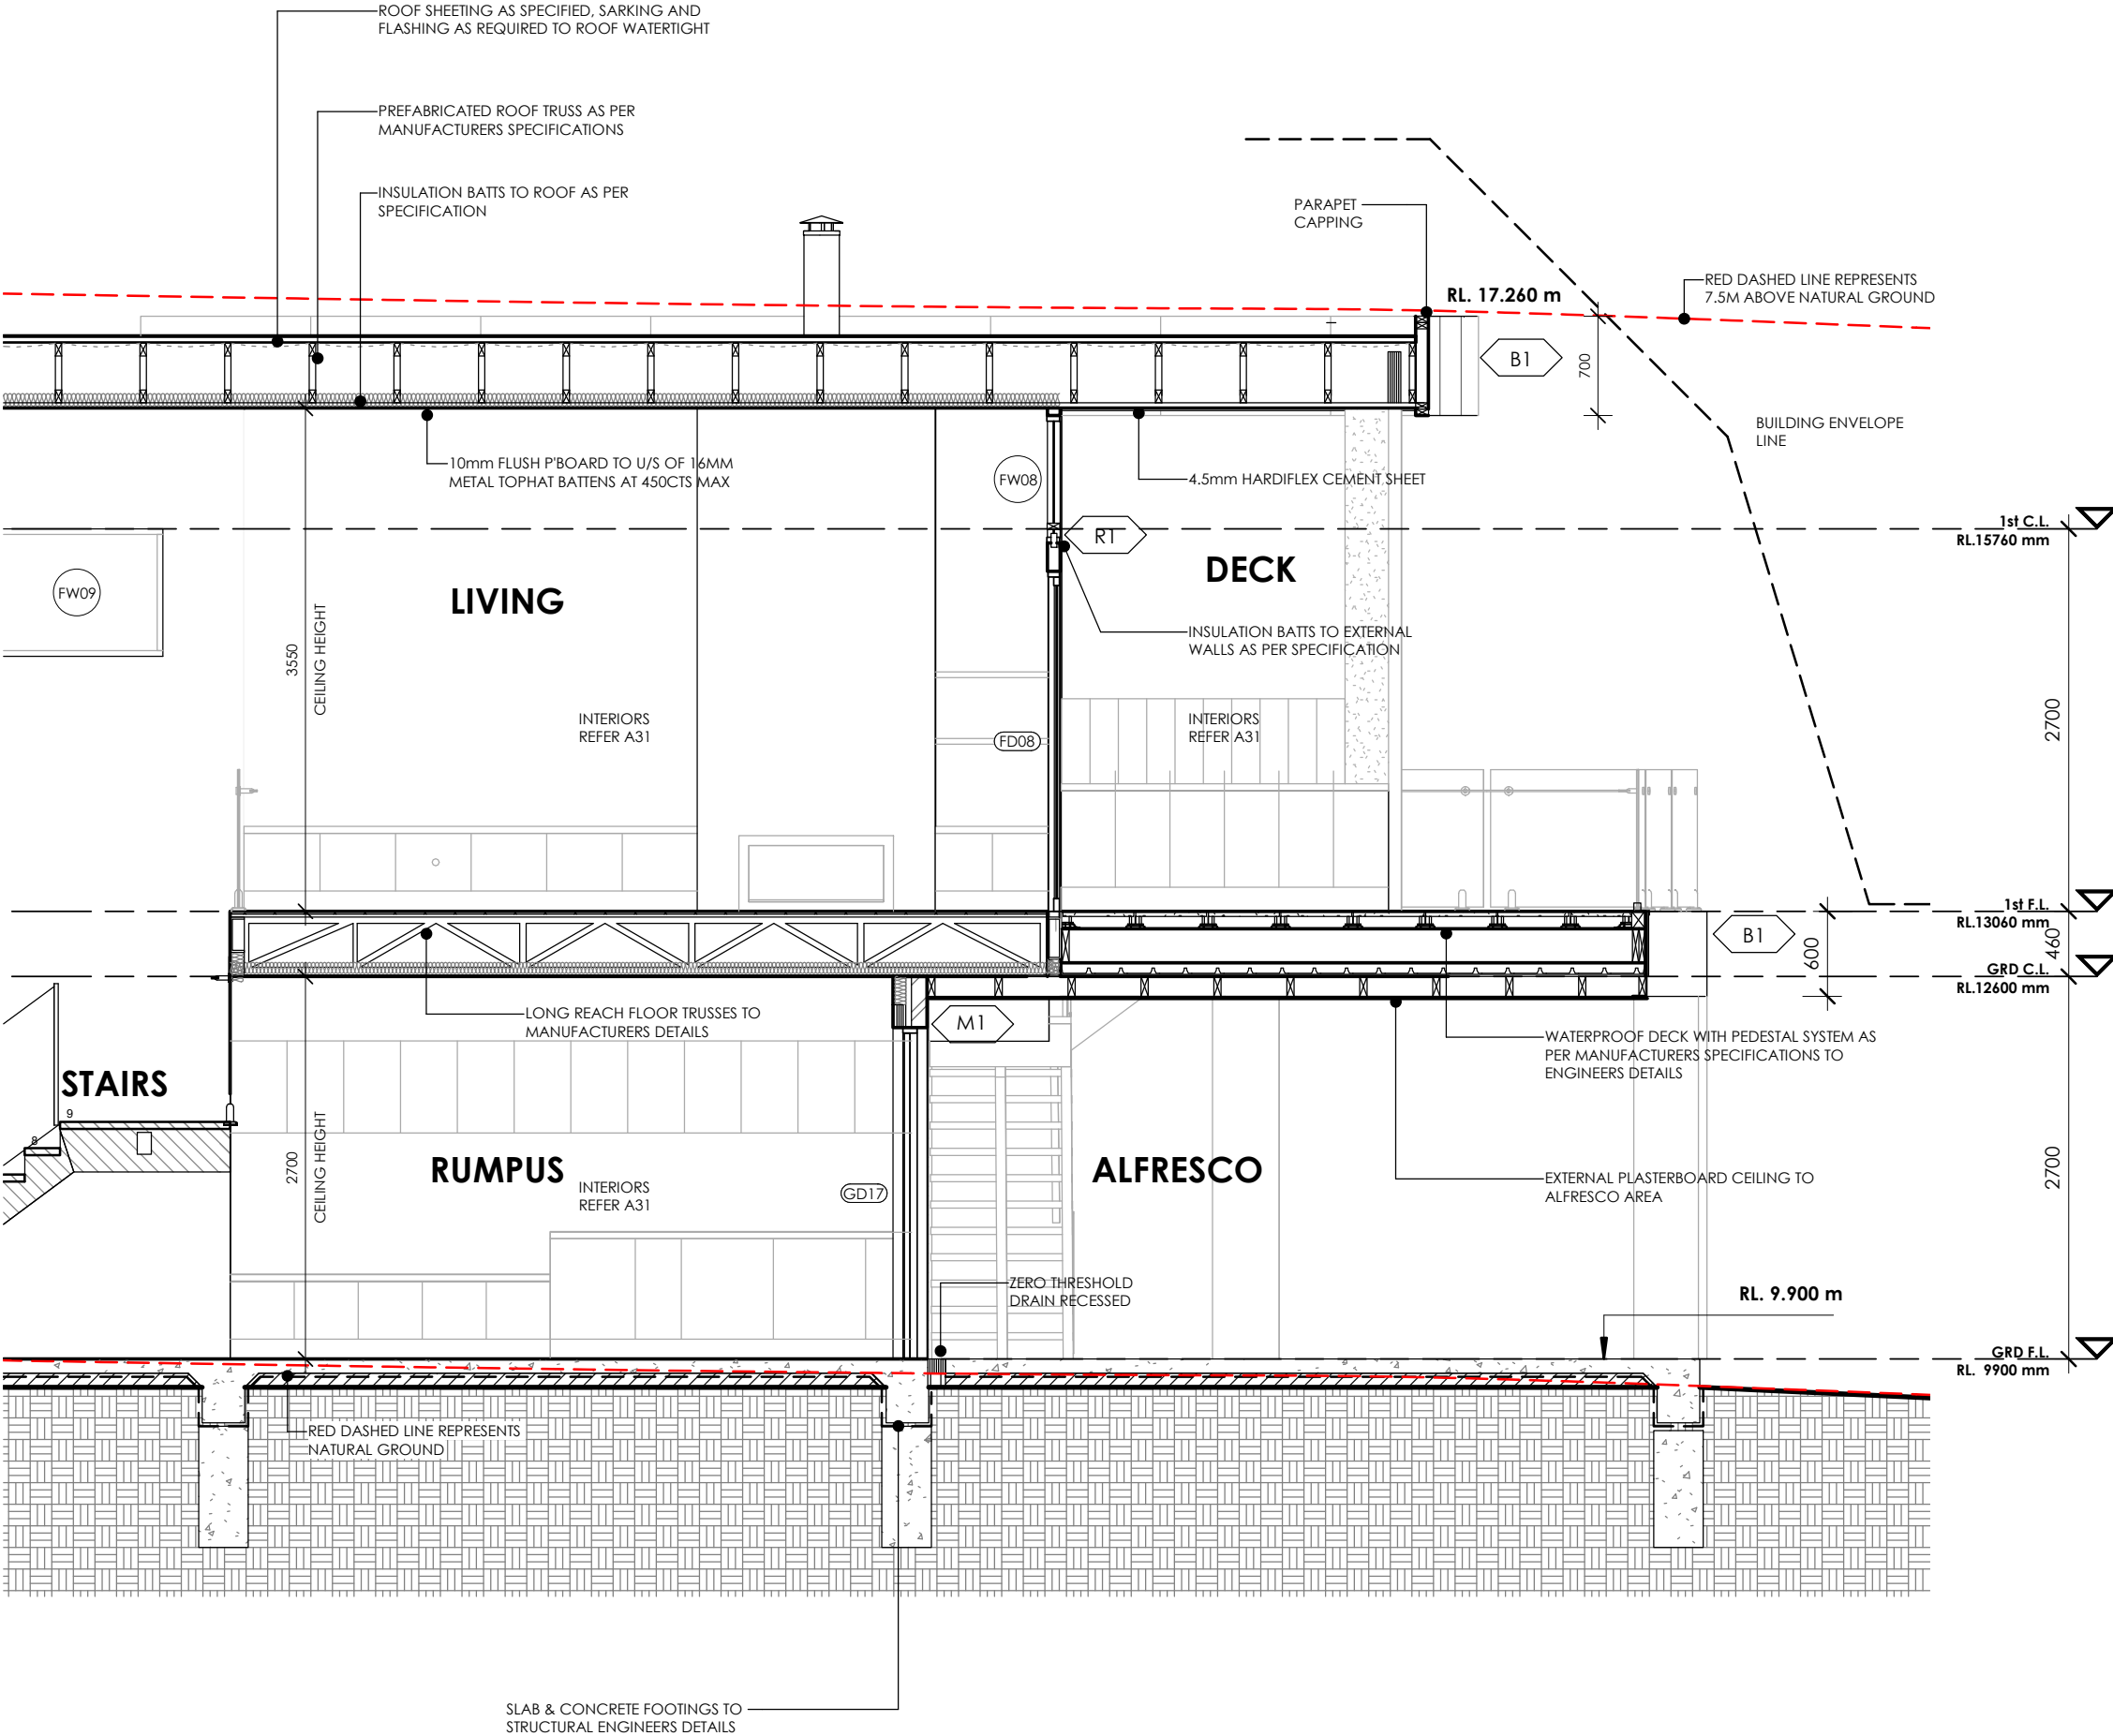 ROOF SHEETING AS SPECIFIED, SARKING AND
FLASHING AS REQUIRED TO ROOF WATERTIGHT
PREFABRICATED ROOF TRUSS AS PER
MANUFACTURERS SPECIFICATIONS
INSULATION BATTS TO ROOF AS PER
SPECIFICATION
PARAPET
CAPPING
RL. 17.260 m
RED DASHED LINE REPRESENTS
7.5M ABOVE NATURAL GROUND
B1
700
BUILDING ENVELOPE
LINE
10mm FLUSH P'BOARD TO U/S OF 16MM
METAL TOPHAT BATTENS AT 450CTS MAX
FW08
4.5mm HARDIFLEX CEMENT SHEET
1st C.L.
RL.15760 mm
R1
DECK
FW09
LIVING
3550
CEILING HEIGHT
INSULATION BATTS TO EXTERNAL
WALLS AS PER SPECIFICATION
INTERIORS
REFER A31
FD08
INTERIORS
REFER A31
2700
1st F.L.
RL.13060 mm
B1
600
460
GRD C.L.
RL.12600 mm
LONG REACH FLOOR TRUSSES TO
MANUFACTURERS DETAILS
M1
WATERPROOF DECK WITH PEDESTAL SYSTEM AS
PER MANUFACTURERS SPECIFICATIONS TO
ENGINEERS DETAILS
STAIRS
9
8
2700
CEILING HEIGHT
RUMPUS
INTERIORS
REFER A31
GD17
ALFRESCO
EXTERNAL PLASTERBOARD CEILING TO
ALFRESCO AREA
2700
ZERO THRESHOLD
DRAIN RECESSED
RL. 9.900 m
GRD F.L.
RL. 9900 mm
RED DASHED LINE REPRESENTS
NATURAL GROUND
SLAB & CONCRETE FOOTINGS TO
STRUCTURAL ENGINEERS DETAILS